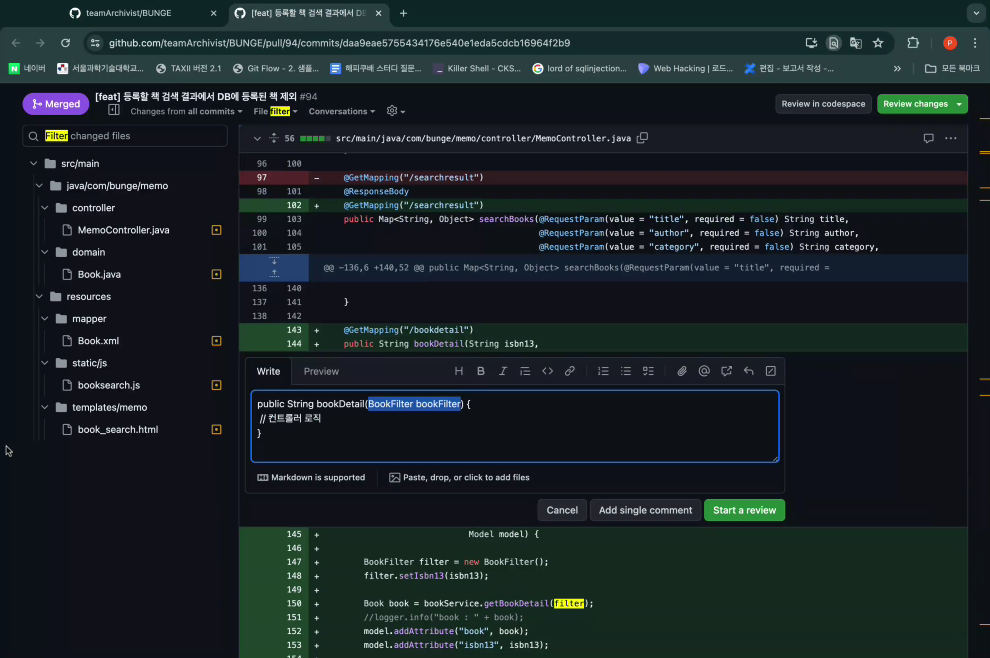 teamArchivist/BUNGE
[feat] 등록할 책 검색 결과에서 DB
github.com/teamArchivist/BUNGE/pull/94/commits/daa9eae5755434176e540e1eda5cdcb16964f2b9
P
N 네이버 서울과학기술대학교... TAXII 버전 2.1 Git Flow - 2. 샘플... 해피쿠배 스터디 질문... Killer Shell - CKS... lord of sqlinjection... Web Hacking | 로드... 편집 - 보고서 작성 -... » 모든 북마크
Merged
[feat] 등록할 책 검색 결과에서 DB에 등록된 책 제외 #94
Changes from all commits File filter Conversations
Review in codespace
Review changes
Filter changed files
src/main
java/com/bunge/memo
controller
MemoController.java
domain
Book.java
resources
mapper
Book.xml
static/js
booksearch.js
templates/memo
book_search.html
56 src/main/java/com/bunge/memo/controller/MemoController.java
96 100
97 - @GetMapping("/searchresult")
98 101 @ResponseBody
102 + @GetMapping("/searchresult")
99 103 public Map<String, Object> searchBooks(@RequestParam(value = "title", required = false) String title,
100 104 @RequestParam(value = "author", required = false) String author,
101 105 @RequestParam(value = "category", required = false) String category,
@@ -136,6 +140,52 @@ public Map<String, Object> searchBooks(@RequestParam(value = "title", required =
136 140
137 141 }
138 142
143 + @GetMapping("/bookdetail")
144 + public String bookDetail(String isbn13,
Write Preview
public String bookDetail(BookFilter bookFilter) {
// 컨트롤러 로직
}
Markdown is supported Paste, drop, or click to add files
Cancel Add single comment Start a review
145 + Model model) {
146 +
147 + BookFilter filter = new BookFilter();
148 + filter.setIsbn13(isbn13);
149 +
150 + Book book = bookService.getBookDetail(filter);
151 + //logger.info("book : " + book);
152 + model.addAttribute("book", book);
153 + model.addAttribute("isbn13", isbn13);